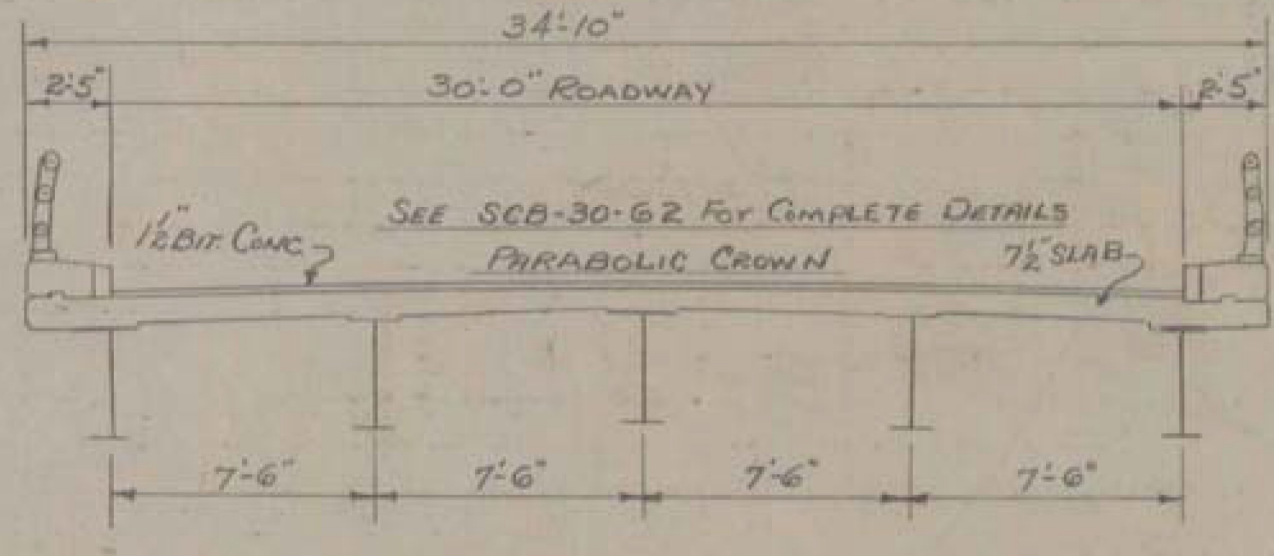 34'-10"
2'-5" 30'-0" ROADWAY 2'-5"
SEE SCB-30-62 FOR COMPLETE DETAILS
1½" BIT. CONC. PARABOLIC CROWN 7½" SLAB
7'-6" 7'-6" 7'-6" 7'-6"